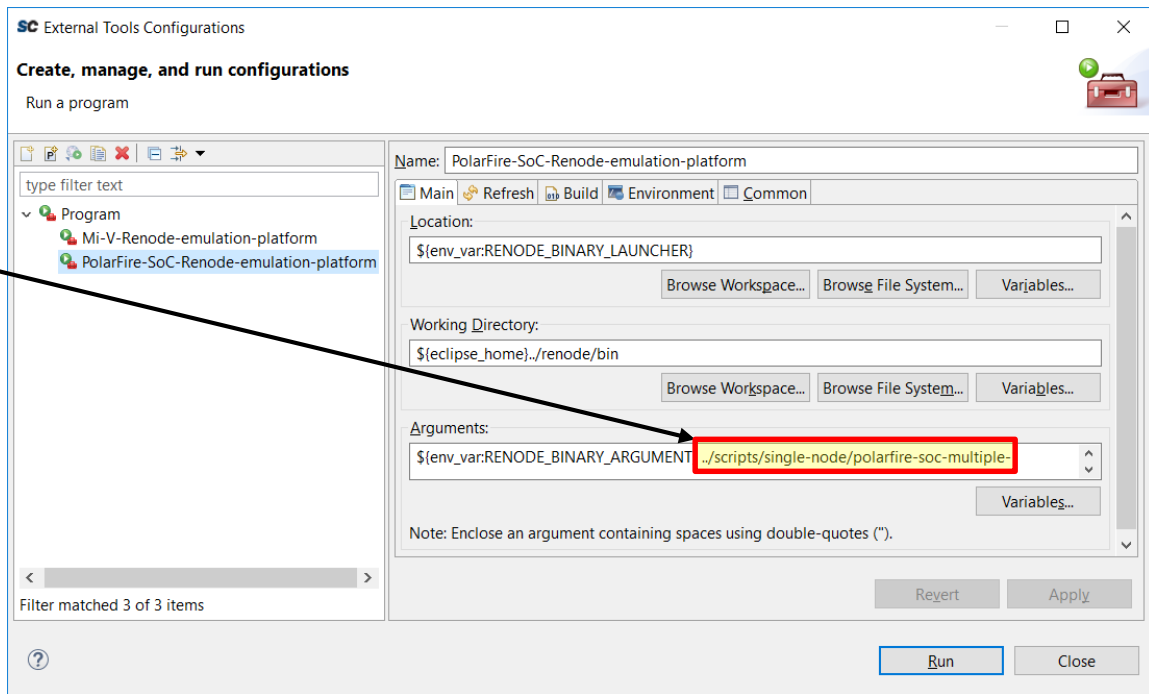 SC External Tools Configurations
Create, manage, and run configurations
Run a program
type filter text
Program
Mi-V-Renode-emulation-platform
PolarFire-SoC-Renode-emulation-platform
Filter matched 3 of 3 items
Name: PolarFire-SoC-Renode-emulation-platform
Main Refresh Build Environment Common
Location:
${env_var:RENODE_BINARY_LAUNCHER}
Browse Workspace... Browse File System... Variables...
Working Directory:
${eclipse_home}../renode/bin
Browse Workspace... Browse File System... Variables...
Arguments:
${env_var:RENODE_BINARY_ARGUMENT ../scripts/single-node/polarfire-soc-multiple-
Variables...
Note: Enclose an argument containing spaces using double-quotes (").
Revert Apply
Run Close